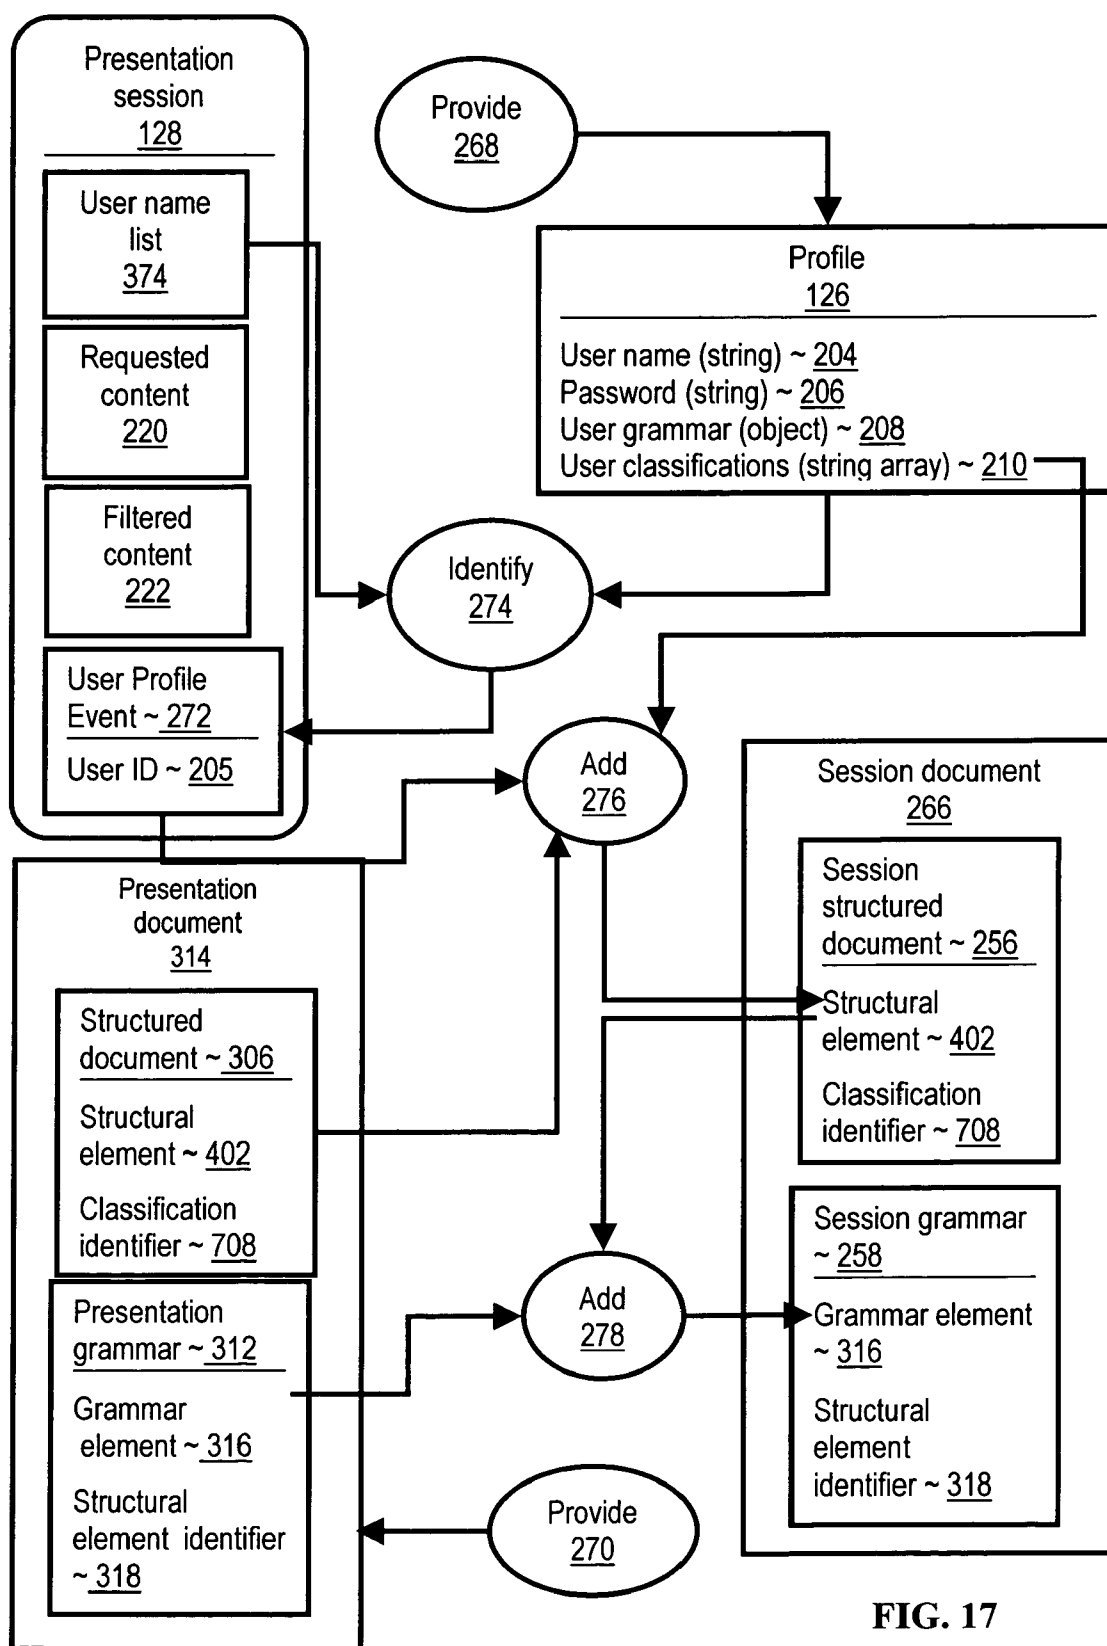 Presentation
session
128
User name
list
374
Requested
content
220
Filtered
content
222
User Profile
Event ~ 272
User ID ~ 205
Provide
268
Profile
126
User name (string) ~ 204
Password (string) ~ 206
User grammar (object) ~ 208
User classifications (string array) ~ 210
Identify
274
Add
276
Session document
266
Session
structured
document ~ 256
Structural
element ~ 402
Classification
identifier ~ 708
Session grammar
~ 258
Grammar element
~ 316
Structural
element
identifier ~ 318
Presentation
document
314
Structured
document ~ 306
Structural
element ~ 402
Classification
identifier ~ 708
Presentation
grammar ~ 312
Grammar
element ~ 316
Structural
element identifier
~ 318
Add
278
Provide
270
FIG. 17